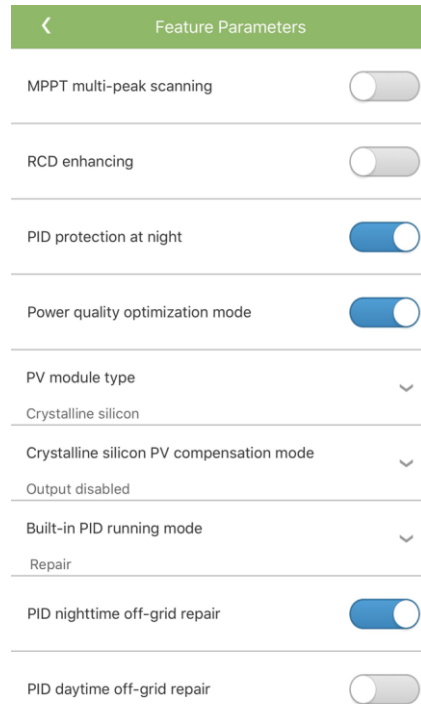 Feature Parameters
MPPT multi-peak scanning
RCD enhancing
PID protection at night
Power quality optimization mode
PV module type
Crystalline silicon
Crystalline silicon PV compensation mode
Output disabled
Built-in PID running mode
Repair
PID nighttime off-grid repair
PID daytime off-grid repair